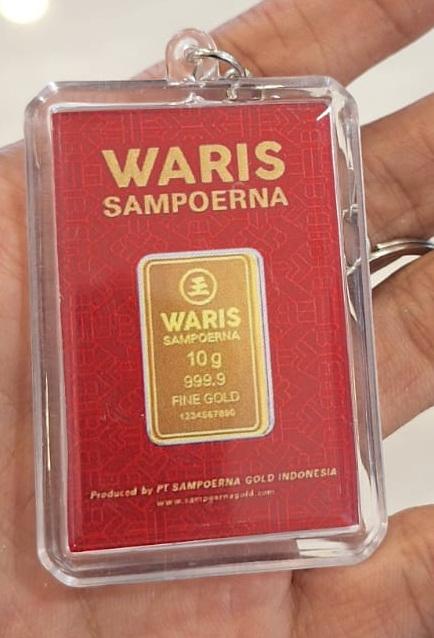 WARIS
SAMPOERNA
王
WARIS
SAMPOERNA
10 g
999.9
FINE GOLD
1234567890
Produced by PT SAMPOERNA GOLD INDONESIA
www.sampoernagold.com